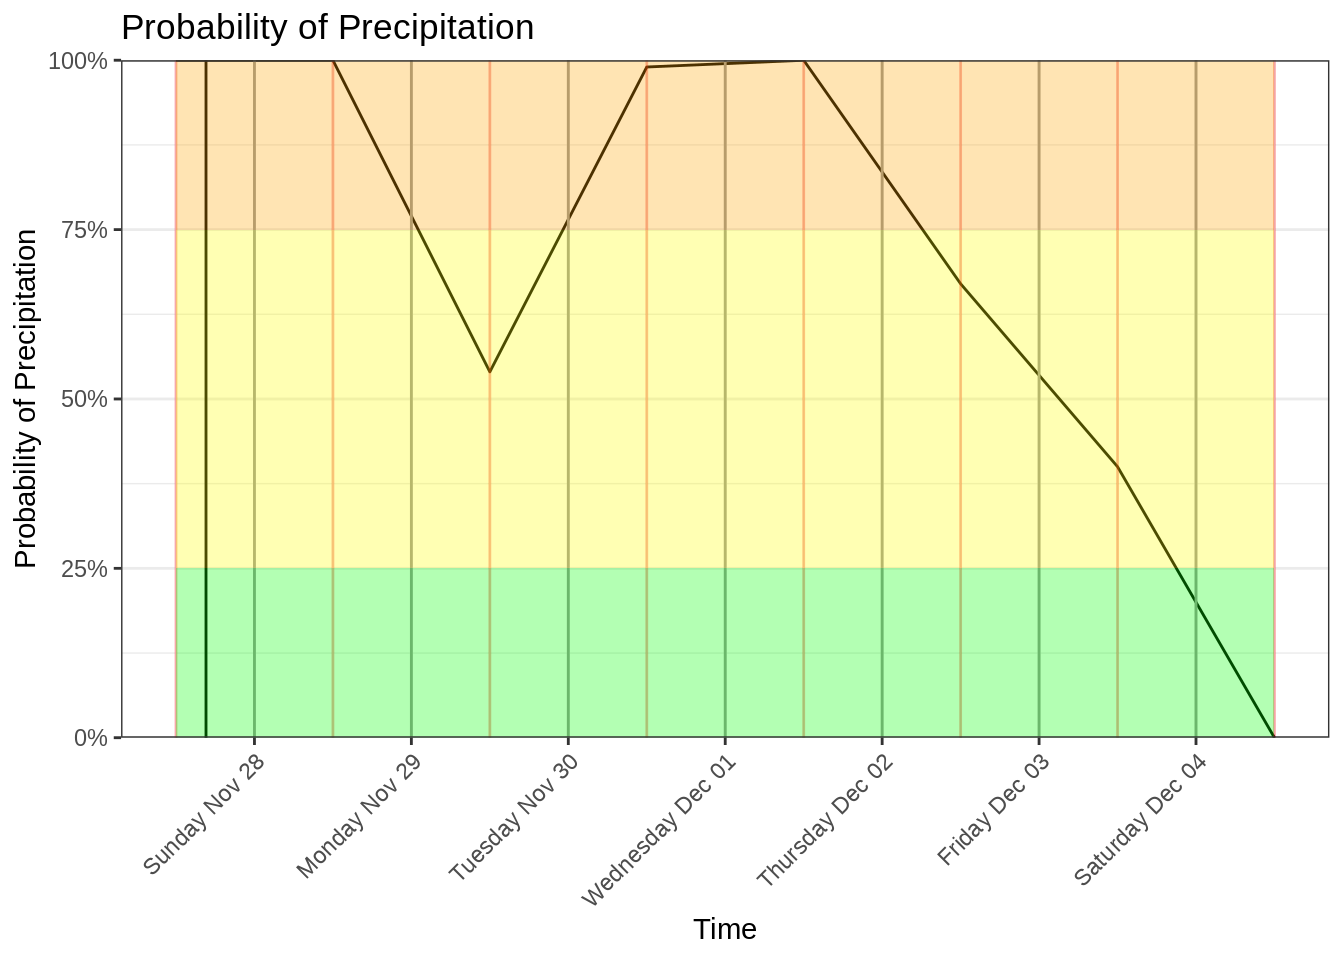 Probability of Precipitation
Probability of Precipitation
100%
75%
50%
25%
0%
Sunday Nov 28
Monday Nov 29
Tuesday Nov 30
Wednesday Dec 01
Thursday Dec 02
Friday Dec 03
Saturday Dec 04
Time